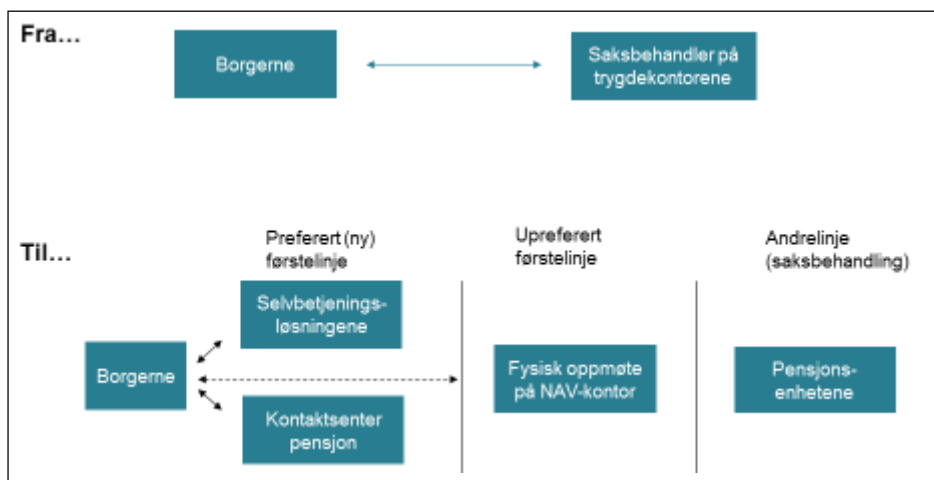 Fra...
Borgerne
Saksbehandler på
trygdekontorene
Til...
Preferert (ny)
førstelinje
Upreferert
førstelinje
Andrelinje
(saksbehandling)
Selvbetjenings-
løsningene
Borgerne
Fysisk oppmøte
på NAV-kontor
Pensjons-
enhetene
Kontaktsenter
pensjon